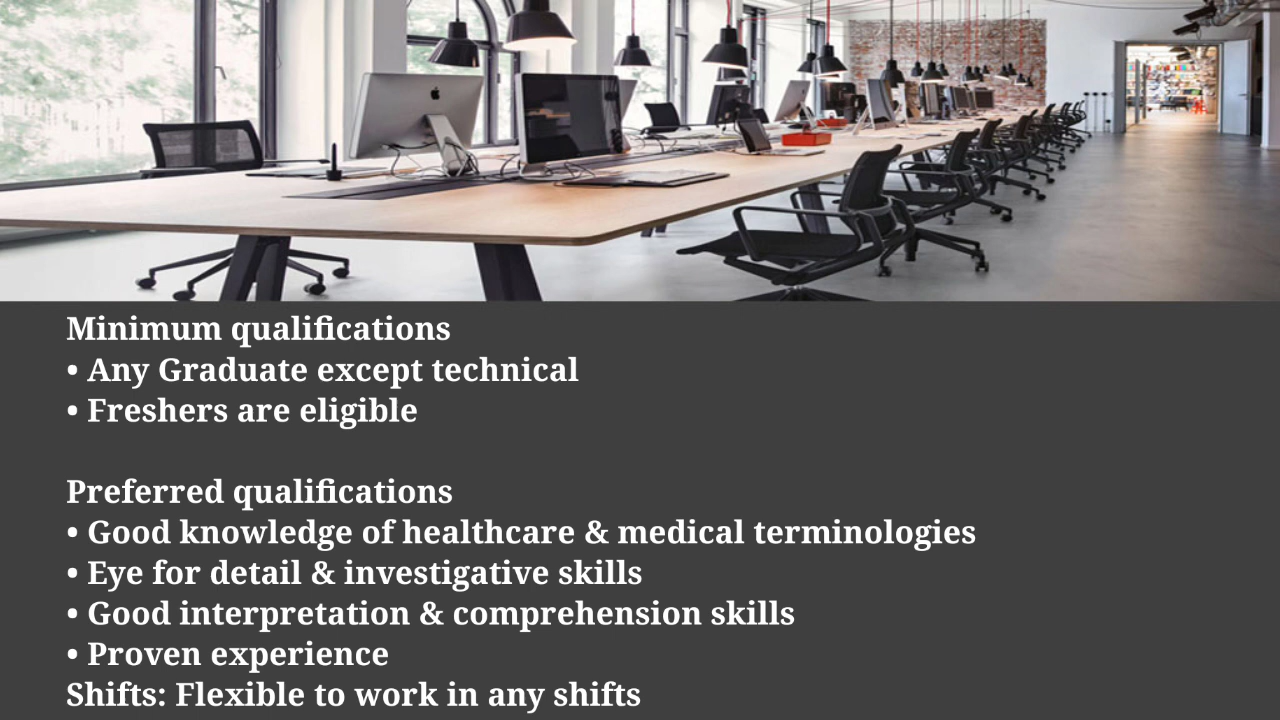 Minimum qualifications
• Any Graduate except technical
• Freshers are eligible
Preferred qualifications
• Good knowledge of healthcare & medical terminologies
• Eye for detail & investigative skills
• Good interpretation & comprehension skills
• Proven experience
Shifts: Flexible to work in any shifts